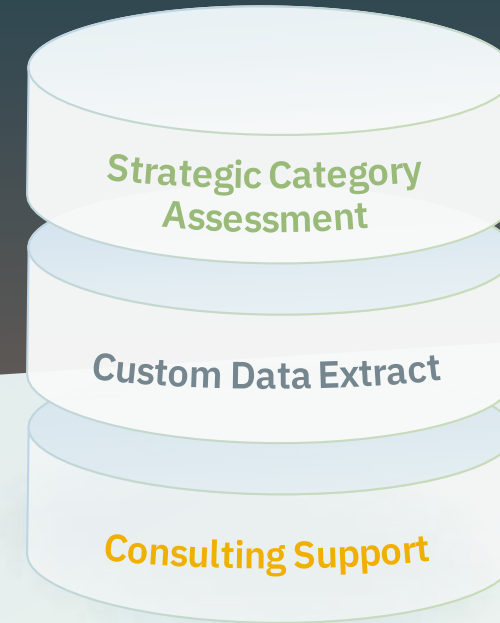 Strategic Category
Assessment
Custom Data Extract
Consulting Support